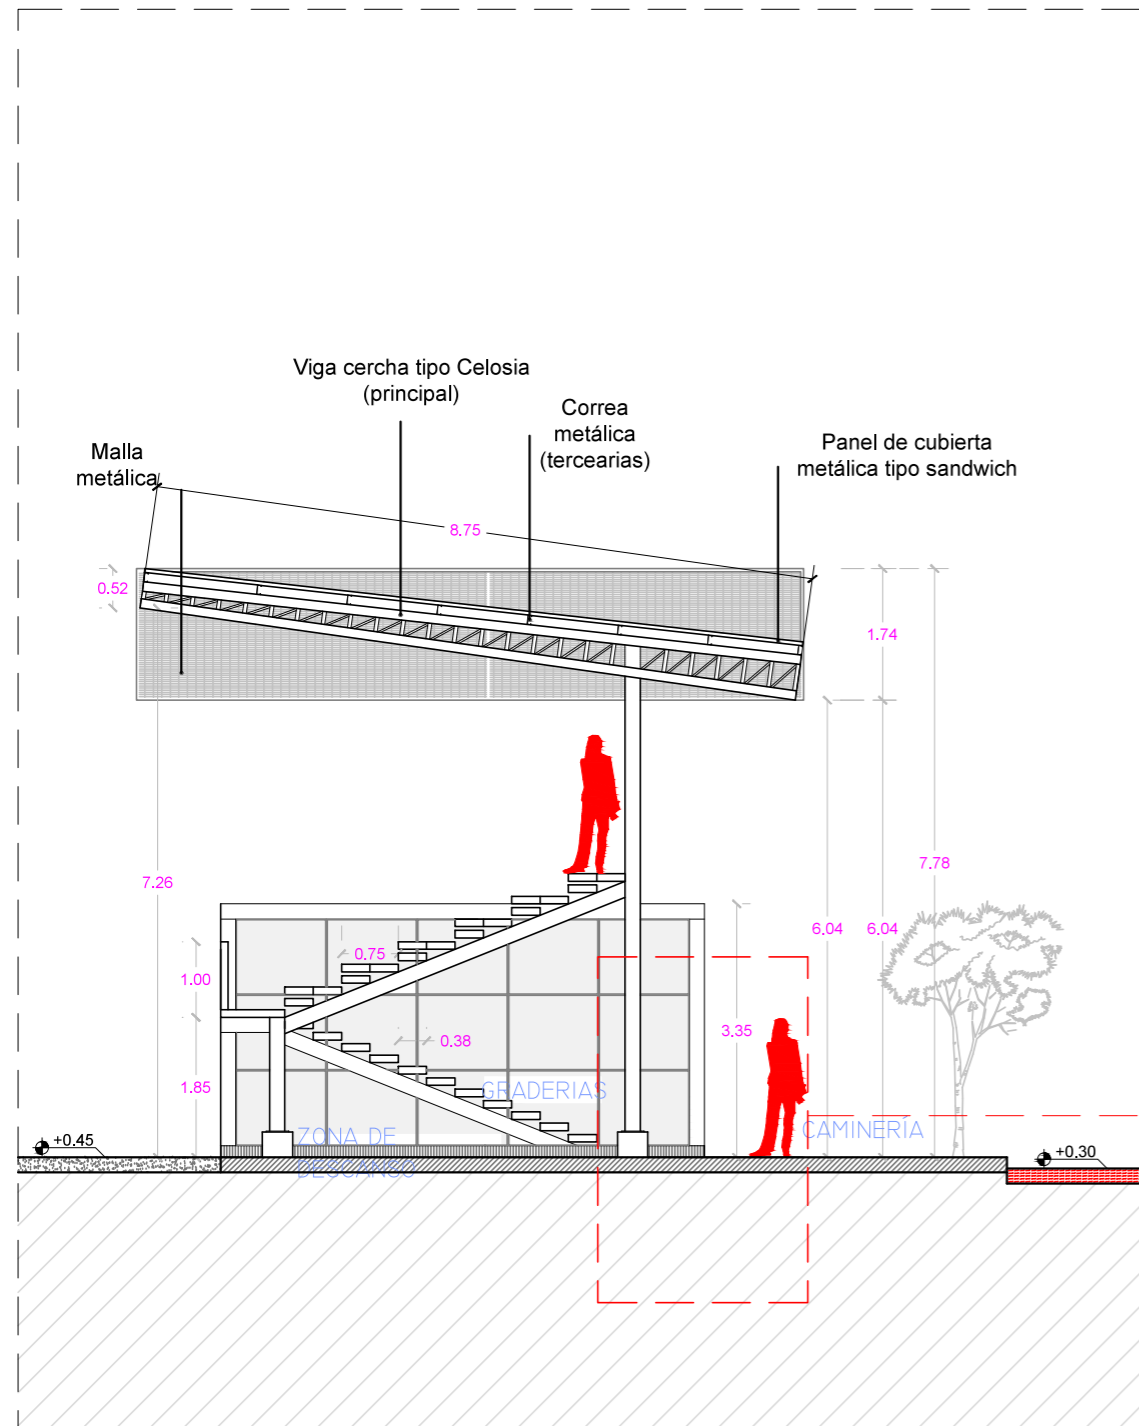 Viga cercha tipo Celosia
(principal)
Correa
metálica
(tercearias)
Malla
metálica
Panel de cubierta
metálica tipo sandwich
8.75
0.52
1.74
7.26
7.78
6.04
6.04
0.75
1.00
0.38
3.35
1.85
GRADERIAS
ZONA DE
DESCANSO
CAMINERÍA
+0.45
+0.30